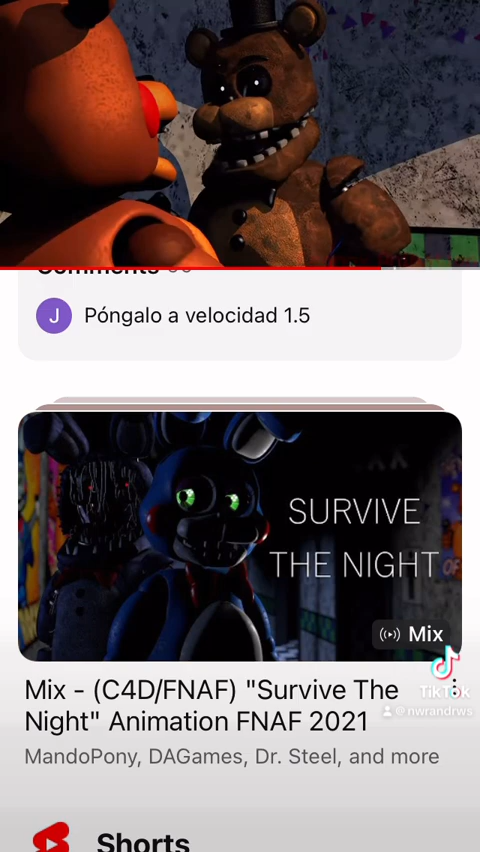 Comments
J
Póngalo a velocidad 1.5
SURVIVE
THE NIGHT
Mix
Mix - (C4D/FNAF) "Survive The
Night" Animation FNAF 2021
MandoPony, DAGames, Dr. Steel, and more
TikTok
@nwrandrws
Shorts